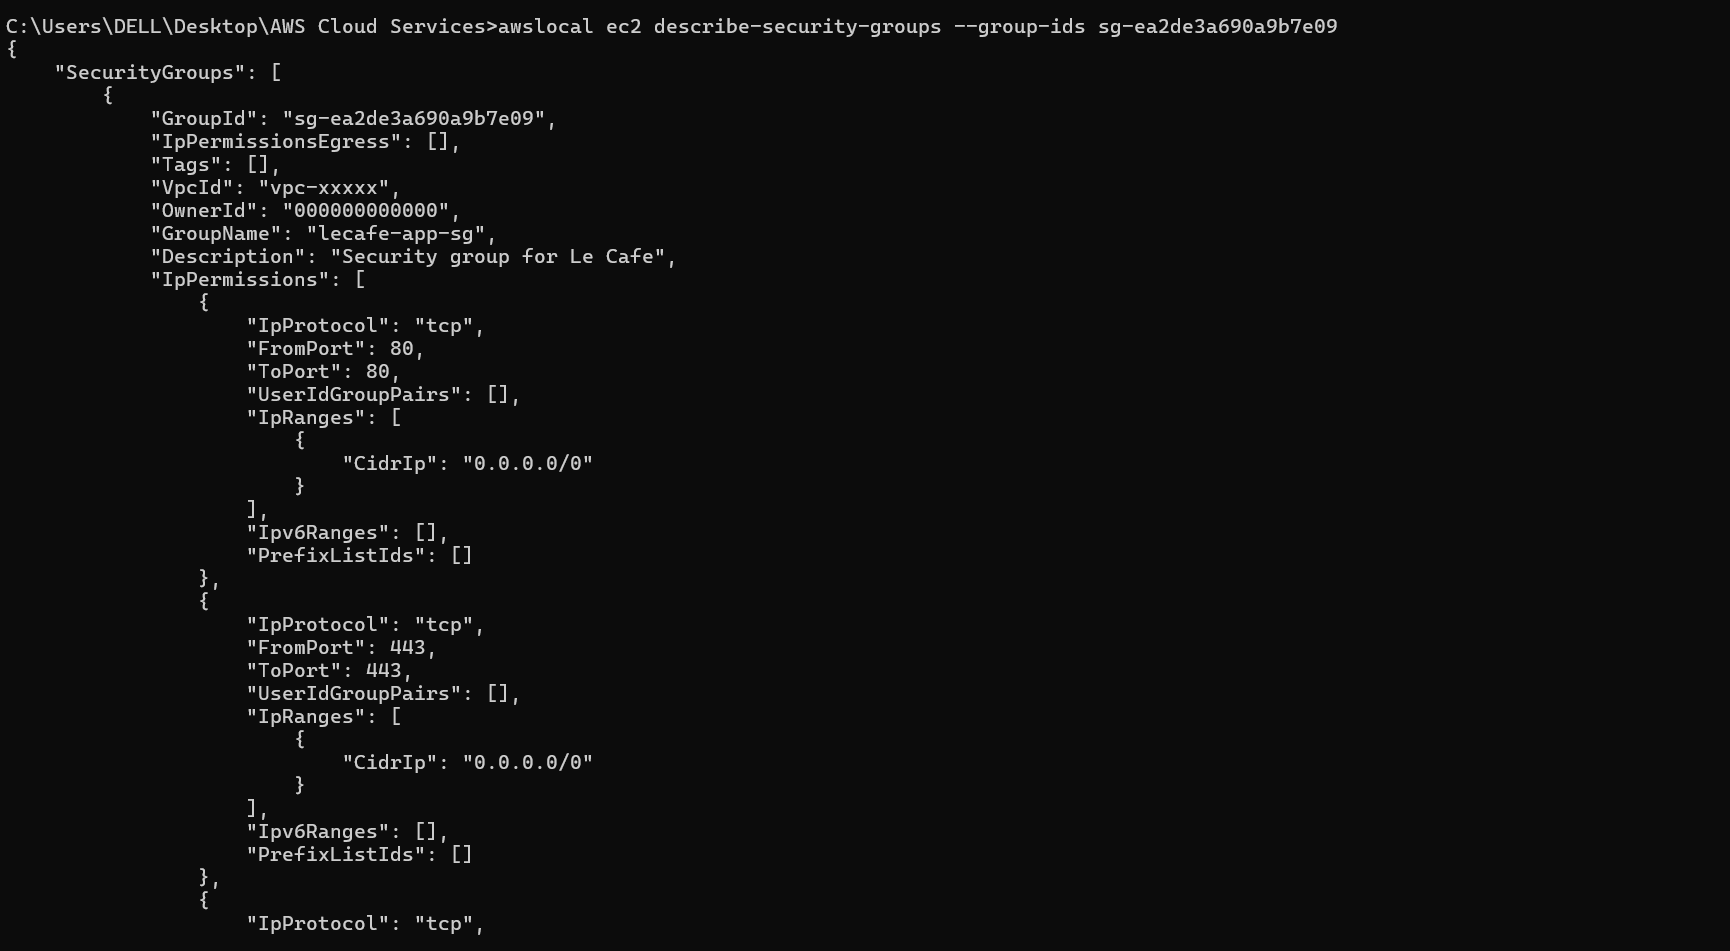 C:\Users\DELL\Desktop\AWS Cloud Services>awslocal ec2 describe-security-groups --group-ids sg-ea2de3a690a9b7e09
{
    "SecurityGroups": [
        {
            "GroupId": "sg-ea2de3a690a9b7e09",
            "IpPermissionsEgress": [],
            "Tags": [],
            "VpcId": "vpc-xxxxx",
            "OwnerId": "000000000000",
            "GroupName": "lecafe-app-sg",
            "Description": "Security group for Le Cafe",
            "IpPermissions": [
                {
                    "IpProtocol": "tcp",
                    "FromPort": 80,
                    "ToPort": 80,
                    "UserIdGroupPairs": [],
                    "IpRanges": [
                        {
                            "CidrIp": "0.0.0.0/0"
                        }
                    ],
                    "Ipv6Ranges": [],
                    "PrefixListIds": []
                },
                {
                    "IpProtocol": "tcp",
                    "FromPort": 443,
                    "ToPort": 443,
                    "UserIdGroupPairs": [],
                    "IpRanges": [
                        {
                            "CidrIp": "0.0.0.0/0"
                        }
                    ],
                    "Ipv6Ranges": [],
                    "PrefixListIds": []
                },
                {
                    "IpProtocol": "tcp",